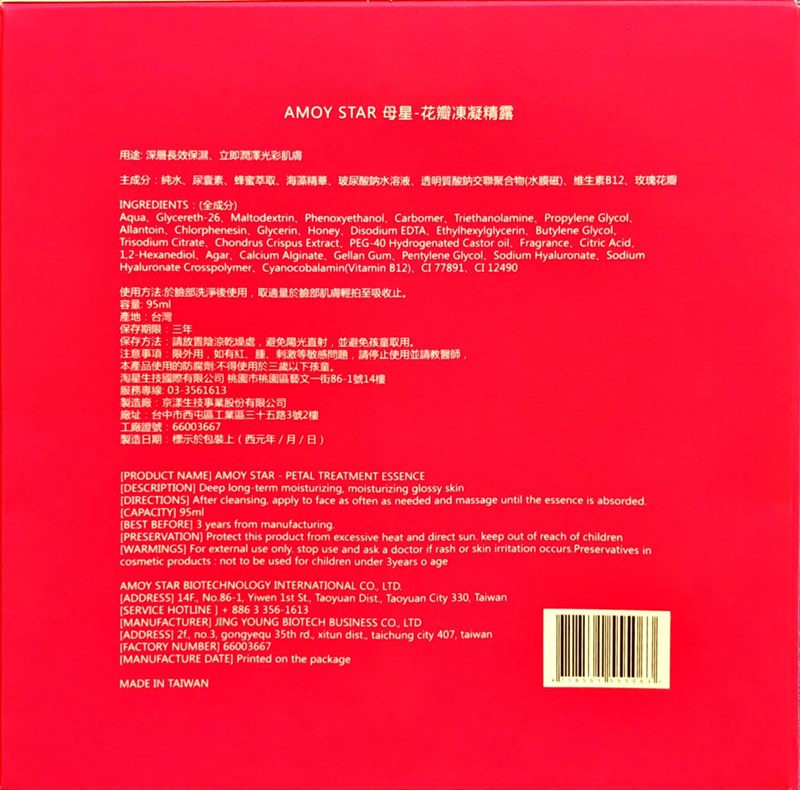 AMOY STAR 母星-花瓣凍凝精露
用途: 深層長效保濕、立即潤澤光彩肌膚
主成分：純水、尿囊素、蜂蜜萃取、海藻精華、玻尿酸鈉水溶液、透明質酸鈉交聯聚合物(水膜磁)、維生素B12、玫瑰花瓣
INGREDIENTS：(全成分)
Aqua、Glycereth-26、Maltodextrin、Phenoxyethanol、Carbomer、Triethanolamine、Propylene Glycol、
Allantoin、Chlorphenesin、Glycerin、Honey、Disodium EDTA、Ethylhexylglycerin、Butylene Glycol、
Trisodium Citrate、Chondrus Crispus Extract、PEG-40 Hydrogenated Castor oil、Fragrance、Citric Acid、
1,2-Hexanediol、Agar、Calcium Alginate、Gellan Gum、Pentylene Glycol、Sodium Hyaluronate、Sodium
Hyaluronate Crosspolymer、Cyanocobalamin(Vitamin B12)、CI 77891、CI 12490
使用方法:於臉部洗淨後使用，取適量於臉部肌膚輕拍至吸收止。
容量: 95ml
產地：台灣
保存期限：三年
保存方法：請放置陰涼乾燥處，避免陽光直射，並避免孩童取用。
注意事項：限外用，如有紅、腫、刺激等敏感問題，請停止使用並請教醫師，
本產品使用的防腐劑:不得使用於三歲以下孩童。
淘星生技國際有限公司 桃園市桃園區藝文一街86-1號14樓
服務專線: 03-3561613
製造廠：京漾生技事業股份有限公司
廠址：台中市西屯區工業區三十五路3號2樓
工廠證號：66003667
製造日期：標示於包裝上（西元年/月/日）
[PRODUCT NAME] AMOY STAR - PETAL TREATMENT ESSENCE
[DESCRIPTION] Deep long-term moisturizing, moisturizing glossy skin
[DIRECTIONS] After cleansing, apply to face as often as needed and massage until the essence is absorded.
[CAPACITY] 95ml
[BEST BEFORE] 3 years from manufacturing.
[PRESERVATION] Protect this product from excessive heat and direct sun. keep out of reach of children
[WARNINGS] For external use only. stop use and ask a doctor if rash or skin irritation occurs.Preservatives in
cosmetic products : not to be used for children under 3years o age
AMOY STAR BIOTECHNOLOGY INTERNATIONAL CO., LTD.
[ADDRESS] 14F., No.86-1, Yiwen 1st St., Taoyuan Dist., Taoyuan City 330, Taiwan
[SERVICE HOTLINE ] + 886 3 356-1613
[MANUFACTURER] JING YOUNG BIOTECH BUSINESS CO., LTD
[ADDRESS] 2f., no.3, gongyequ 35th rd., xitun dist., taichung city 407, taiwan
[FACTORY NUMBER] 66003667
[MANUFACTURE DATE] Printed on the package
MADE IN TAIWAN